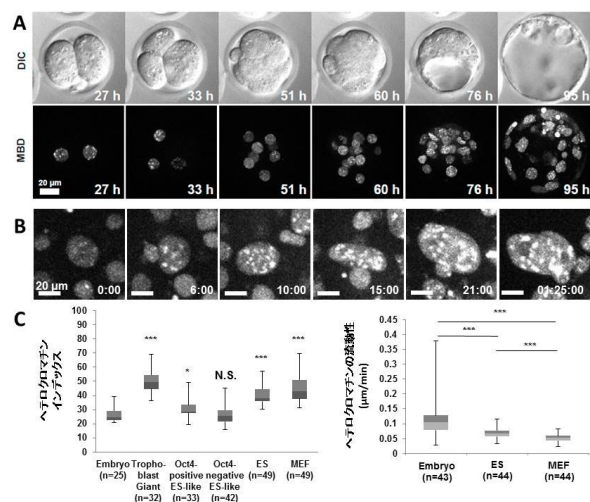 A
DIC
27 h
33 h
51 h
60 h
76 h
95 h
MBD
20 μm
27 h
33 h
51 h
60 h
76 h
95 h
B
20 μm
0:00
6:00
10:00
15:00
21:00
01:25:00
C
ヘテロクロマチン
インデックス
100
90
80
70
60
50
40
30
20
10
0
***
*
N.S.
***
***
Embryo
(n=25)
Tropho-
blast
Giant
(n=32)
Oct4-
positive
ES-like
(n=33)
Oct4-
negative
ES-like
(n=42)
ES
(n=49)
MEF
(n=49)
ヘテロクロマチンの流動性
(μm/min)
0.45
0.4
0.35
0.3
0.25
0.2
0.15
0.1
0.05
0
***
***
***
Embryo
(n=43)
ES
(n=44)
MEF
(n=44)